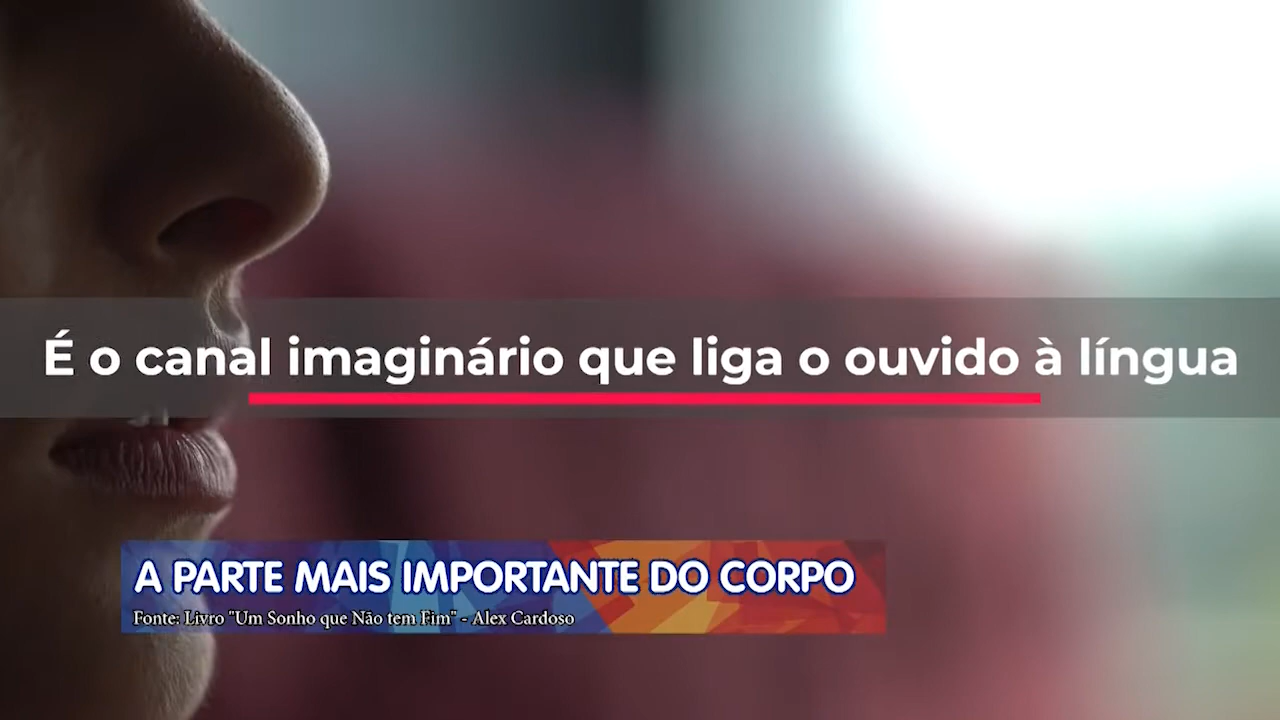 É o canal imaginário que liga o ouvido à língua
A PARTE MAIS IMPORTANTE DO CORPO
Fonte: Livro "Um Sonho que Não tem Fim" - Alex Cardoso